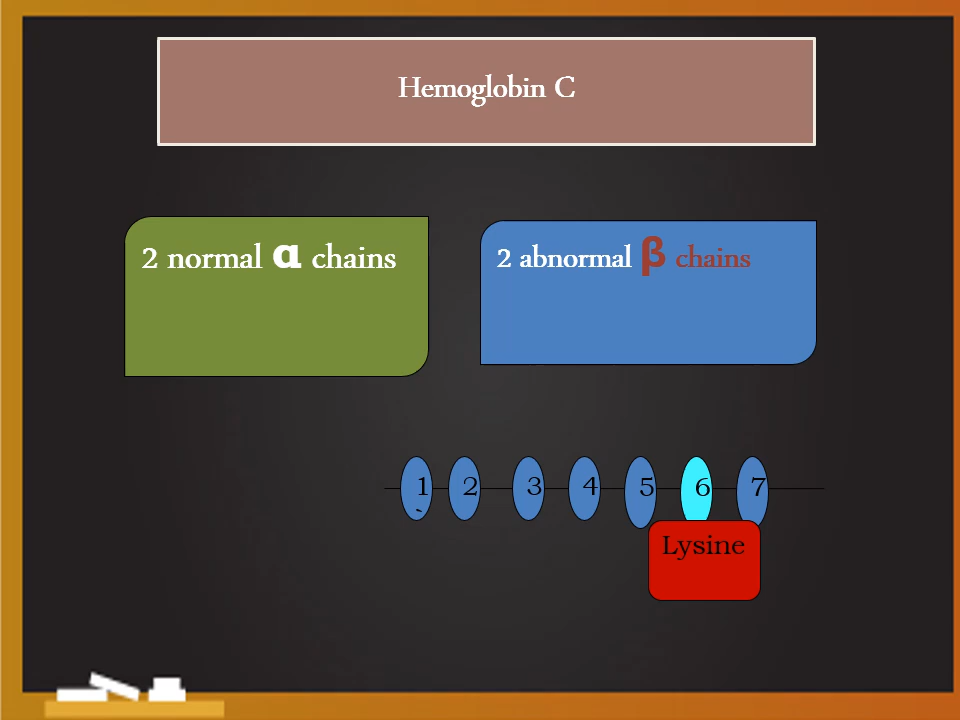 Hemoglobin C
2 normal α chains
2 abnormal β chains
1 2 3 4 5 6 7
`
Lysine